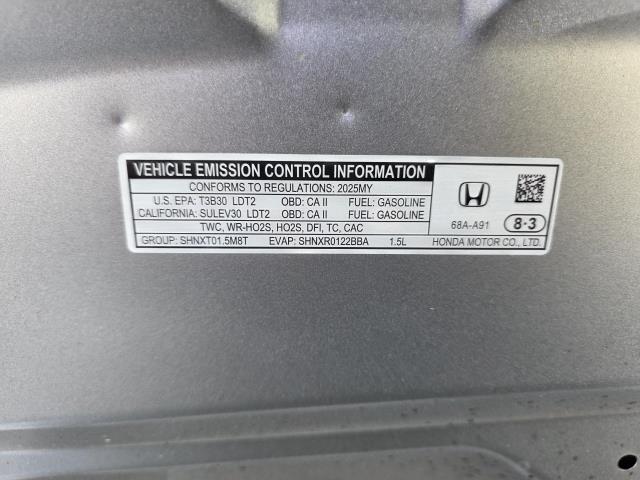 VEHICLE EMISSION CONTROL INFORMATION
CONFORMS TO REGULATIONS: 2025MY
U.S. EPA: T3B30 LDT2 OBD: CA II FUEL: GASOLINE
CALIFORNIA: SULEV30 LDT2 OBD: CA II FUEL: GASOLINE
TWC, WR-HO2S, HO2S, DFI, TC, CAC
GROUP: SHNXT01.5M8T EVAP: SHNXR0122BBA 1.5L
68A-A91 8-3
HONDA MOTOR CO., LTD.